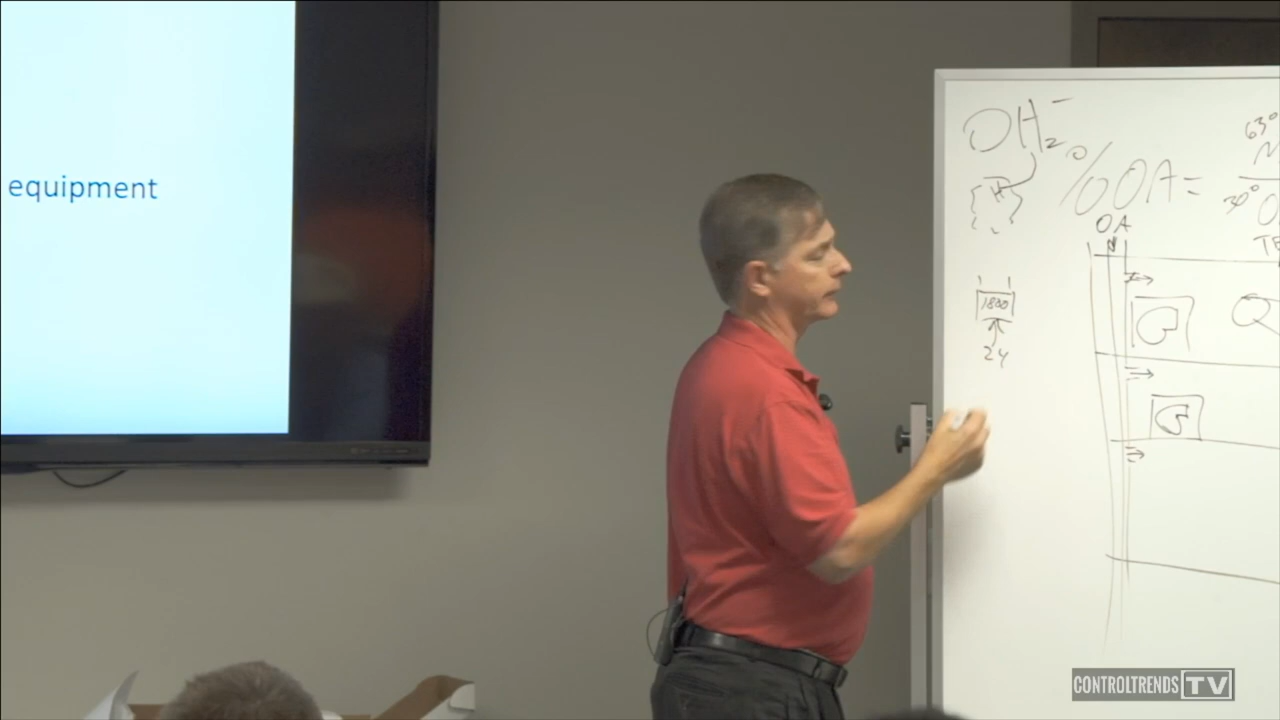 equipment
OH₂⁻
% OA =
63°
30°
OA
1800
24
CONTROLTRENDS TV